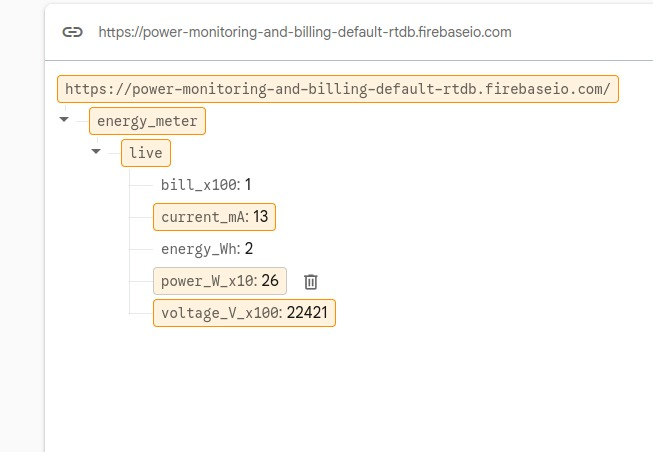 https://power-monitoring-and-billing-default-rtdb.firebaseio.com
https://power-monitoring-and-billing-default-rtdb.firebaseio.com/
energy_meter
live
bill_x100: 1
current_mA: 13
energy_Wh: 2
power_W_x10: 26
voltage_V_x100: 22421